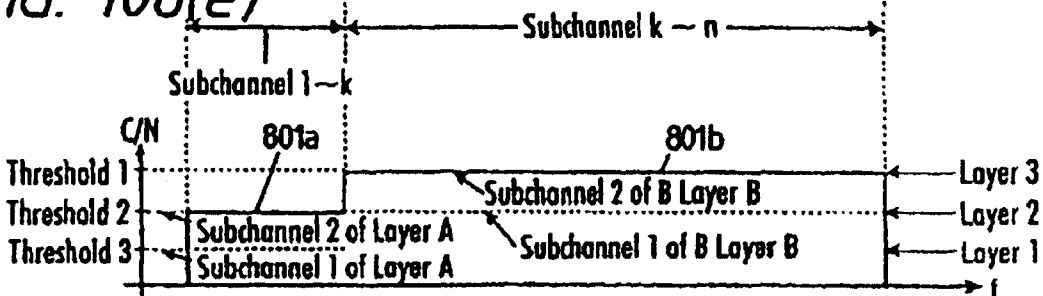 108(e)
Subchannel k ~ n
Subchannel 1~k
C/N
801a
801b
Threshold 1
Layer 3
Subchannel 2 of B Layer B
Threshold 2
Layer 2
Subchannel 2 of Layer A
Subchannel 1 of B Layer B
Threshold 3
Layer 1
Subchannel 1 of Layer A
f